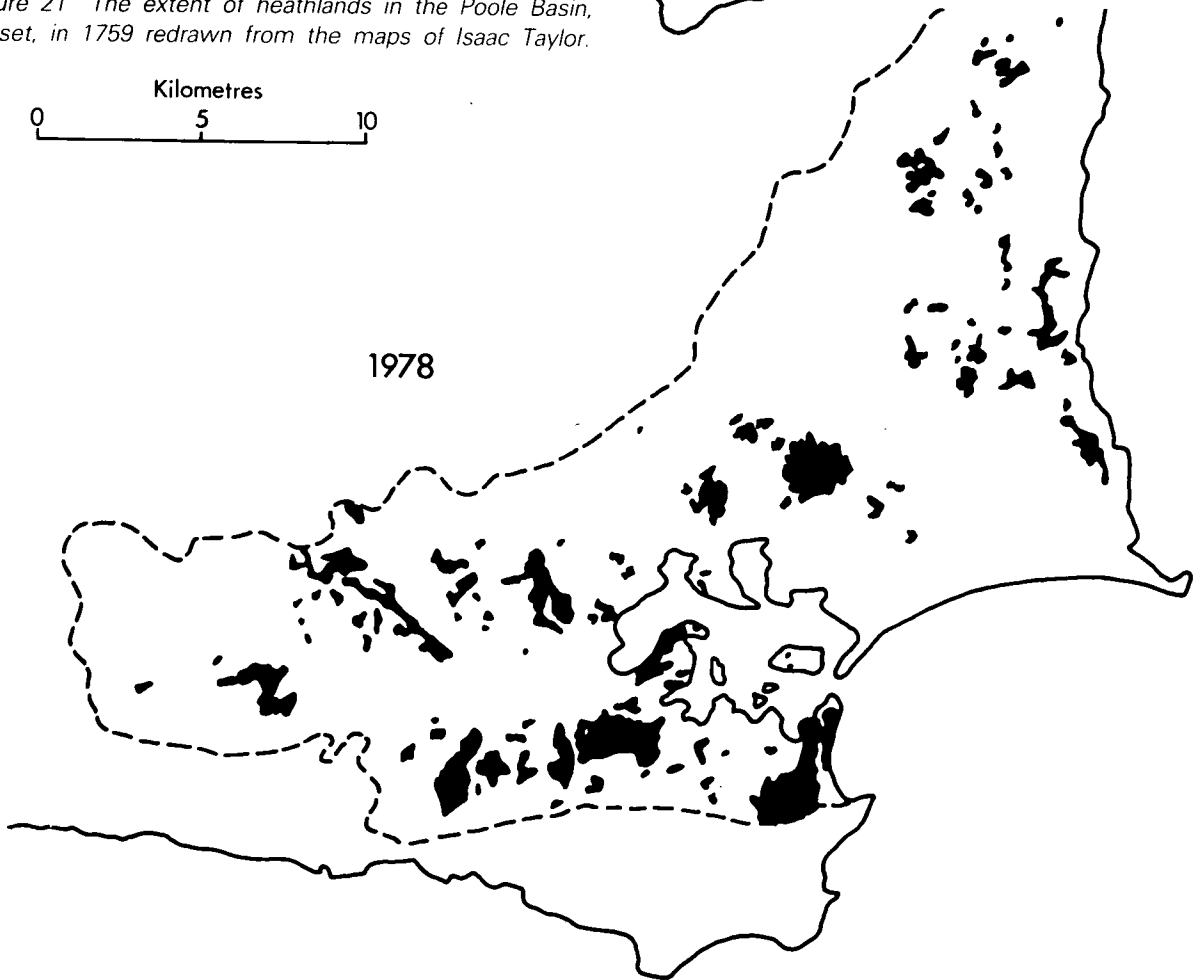 21 The extent of heathlands in the Poole Basin,
in 1759 redrawn from the maps of Isaac Taylor.
Kilometres
0 5 10
1978